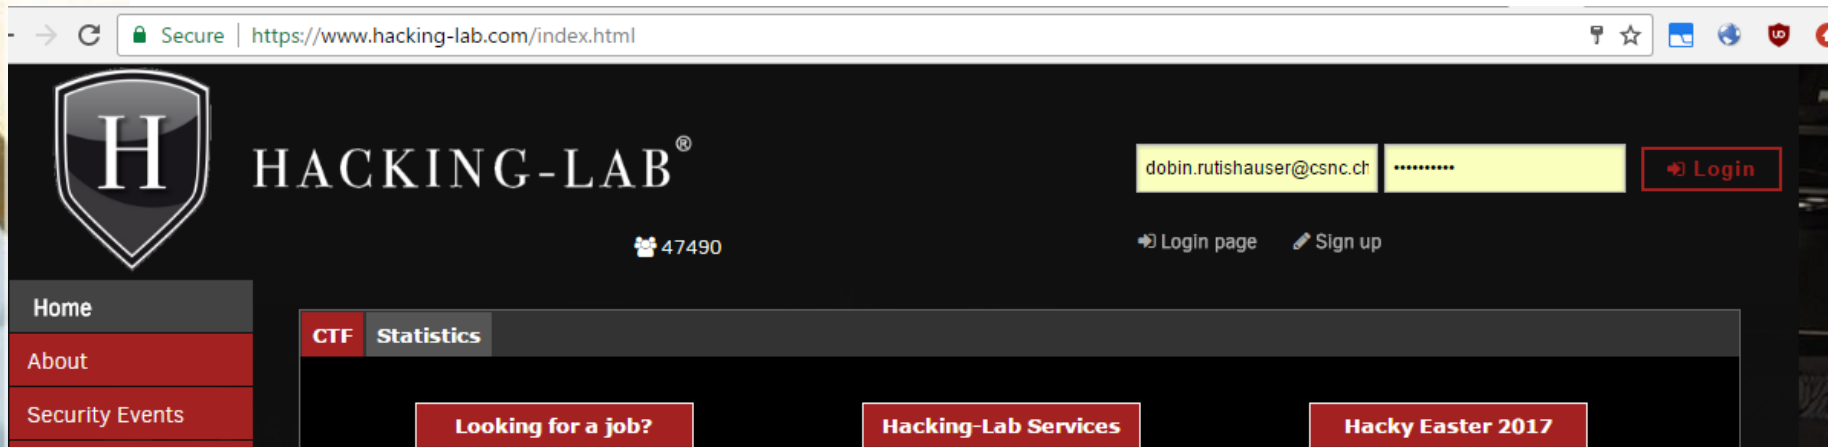 Secure | https://www.hacking-lab.com/index.html
H
HACKING-LAB®
dobin.rutishauser@csnc.ch •••••••••• Login
47490
Login page Sign up
Home
CTF Statistics
About
Security Events
Looking for a job? Hacking-Lab Services Hacky Easter 2017